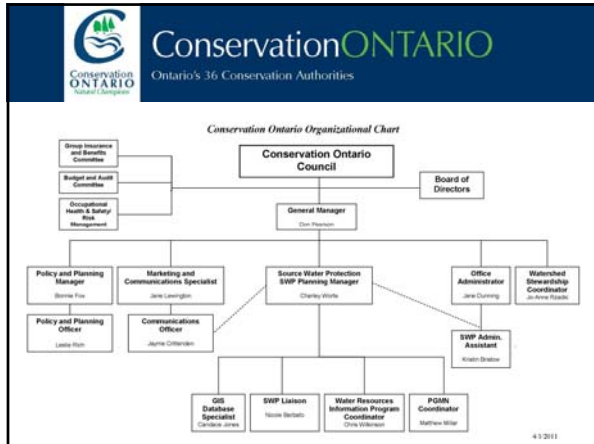 Conservation
ONTARIO
Natural Champions
ConservationONTARIO
Ontario's 36 Conservation Authorities
Conservation Ontario Organizational Chart
Group Insurance
and Benefits
Committee
Budget and Audit
Committee
Occupational
Health & Safety/
Risk
Management
Conservation Ontario
Council
Board of
Directors
General Manager
Don Pearson
Policy and Planning
Manager
Bonnie Fox
Marketing and
Communications Specialist
Jane Lewington
Source Water Protection
SWP Planning Manager
Charley Worte
Office
Administrator
Jane Dunning
Watershed
Stewardship
Coordinator
Jo-Anne Rzadki
Policy and Planning
Officer
Leslie Rich
Communications
Officer
Jayme Crittenden
SWP Admin.
Assistant
Kristin Bristow
GIS
Database
Specialist
Candace Jones
SWP Liaison
Nicole Barbato
Water Resources
Information Program
Coordinator
Chris Wilkinson
PGMN
Coordinator
Matthew Millar
4/1/2011